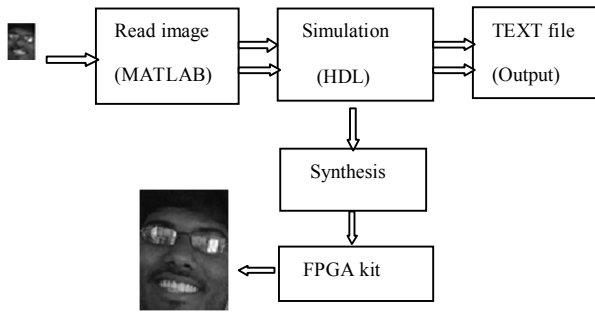 Read image
(MATLAB)
Simulation
(HDL)
TEXT file
(Output)
Synthesis
FPGA kit